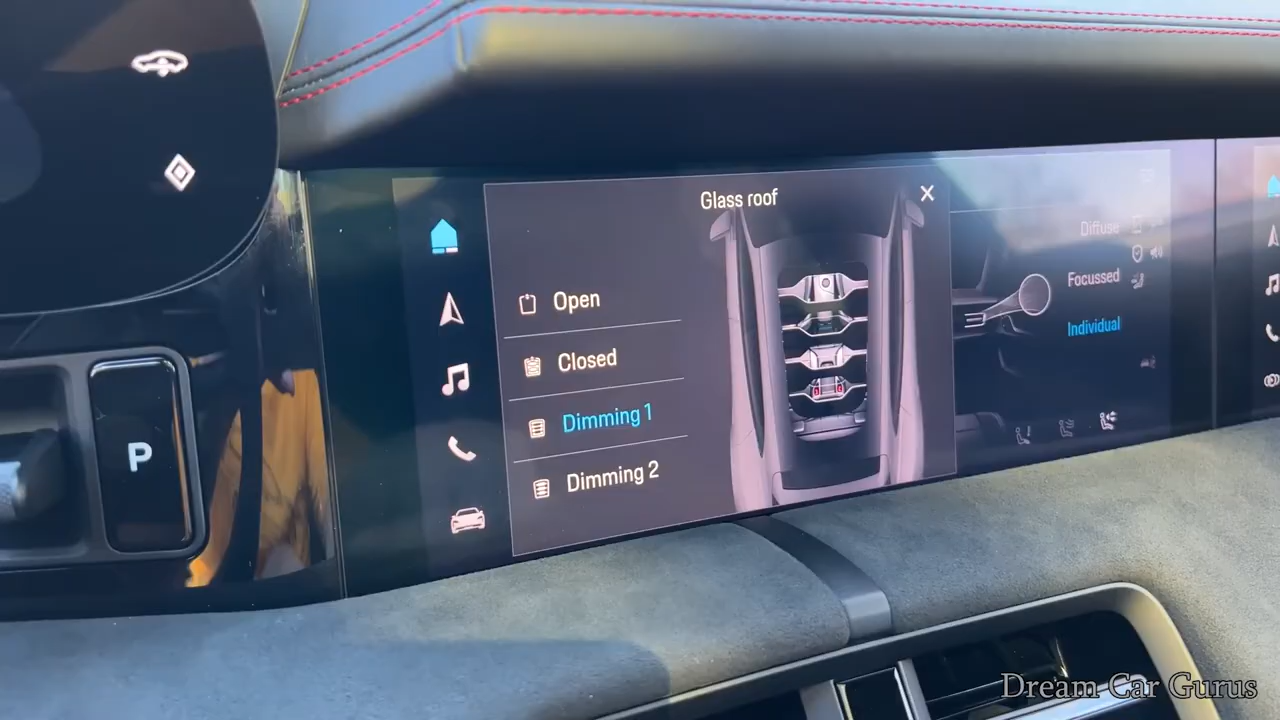 Glass roof
Open
Closed
Dimming 1
Dimming 2
Diffuse
Focussed
Individual
P
Dream Car Gurus